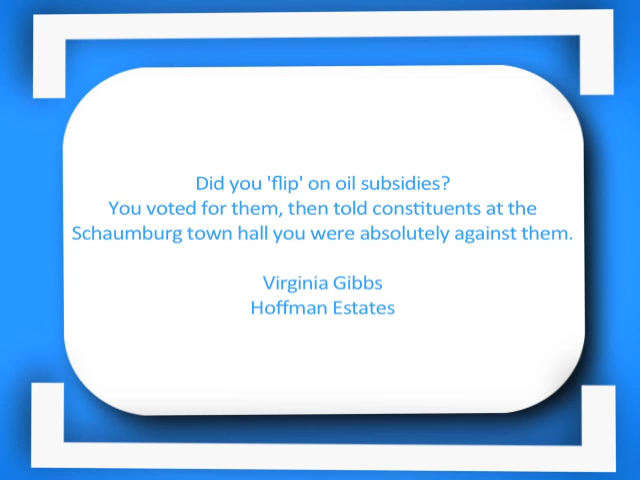 Did you 'flip' on oil subsidies?
You voted for them, then told constituents at the
Schaumburg town hall you were absolutely against them.
Virginia Gibbs
Hoffman Estates